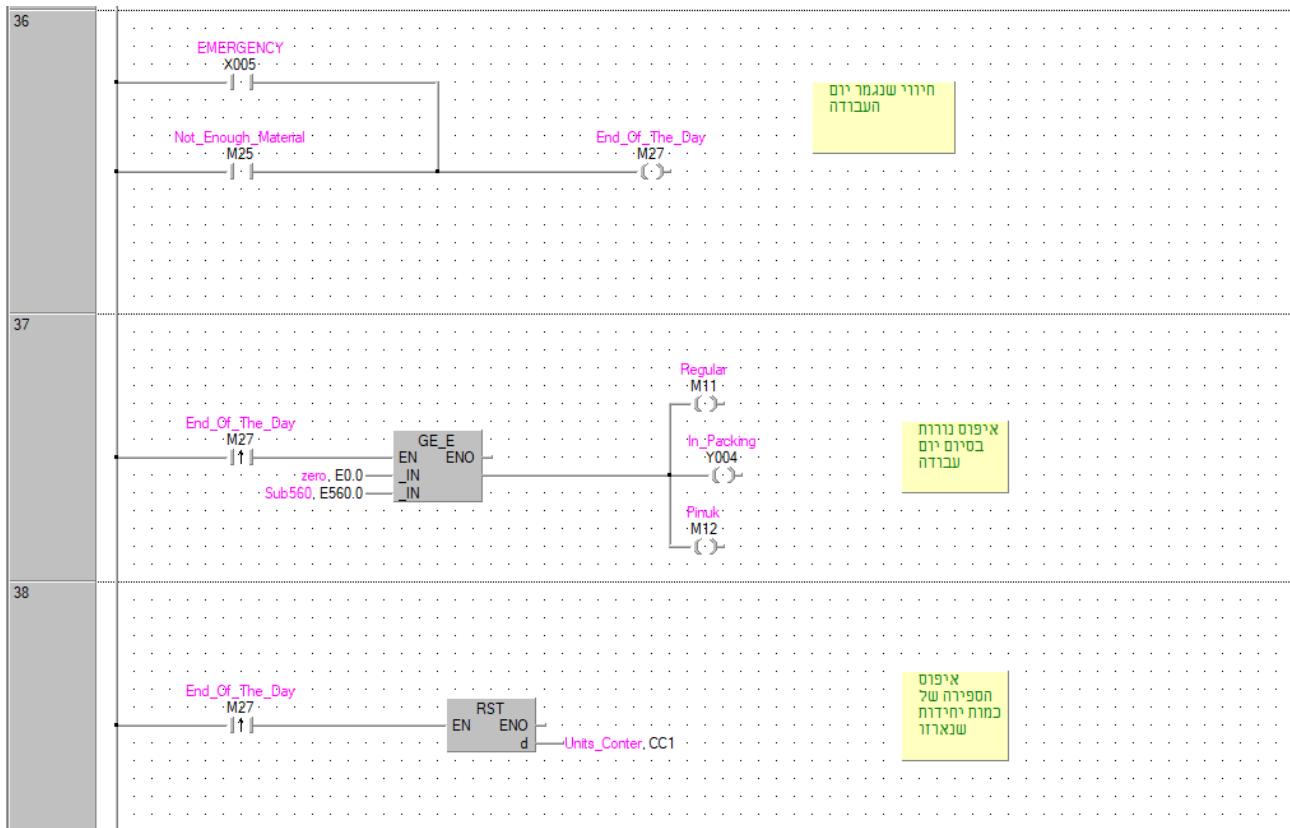 36
EMERGENCY
X005
חיווי שנגמר יום
העבודה
Not_Enough_Material
M25
End_Of_The_Day
M27
37
Regular
M11
End_Of_The_Day
M27
GE_E
EN ENO
zero, E0.0 _IN
Sub560, E560.0 _IN
In_Packing
Y004
Pinuk
M12
איפוס נורות
בסיום יום
עבודה
38
End_Of_The_Day
M27
RST
EN ENO
d Units_Conter, CC1
איפוס
הספירה של
כמות יחידות
שנארזו